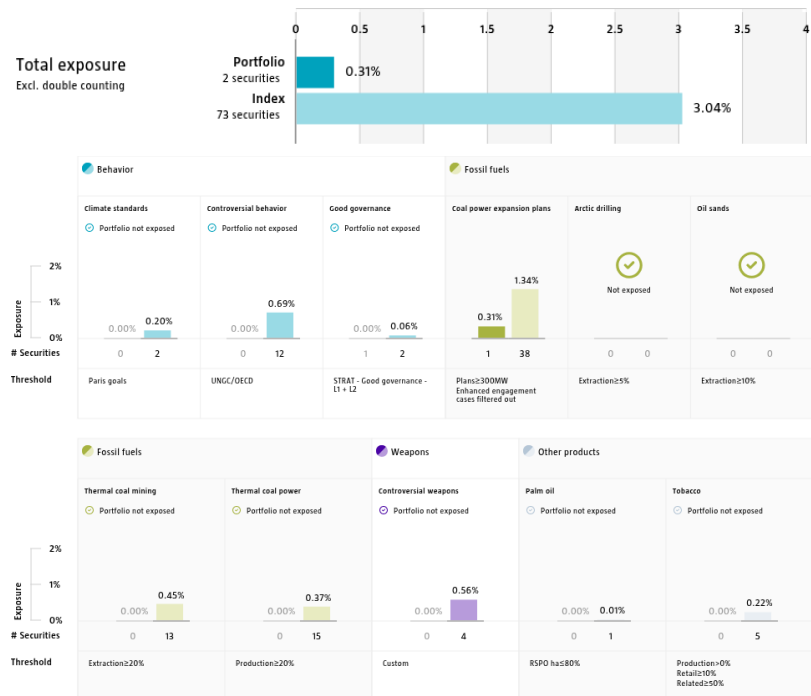 0 0.5 1 1.5 2 2.5 3 3.5 4
Total exposure
Excl. double counting
Portfolio
2 securities
0.31%
Index
73 securities
3.04%
Behavior
Fossil fuels
Climate standards
Controversial behavior
Good governance
Coal power expansion plans
Arctic drilling
Oil sands
Portfolio not exposed
Portfolio not exposed
Portfolio not exposed
Not exposed
Not exposed
Exposure
2%
1%
0%
0.00% 0.20%
0.00% 0.69%
0.00% 0.06%
0.31% 1.34%
# Securities
0 2
0 12
1 2
1 38
0 0
0 0
Threshold
Paris goals
UNGC/OECD
STRAT - Good governance -
L1 + L2
Plans≥300MW
Enhanced engagement
cases filtered out
Extraction≥5%
Extraction≥10%
Fossil fuels
Weapons
Other products
Thermal coal mining
Thermal coal power
Controversial weapons
Palm oil
Tobacco
Portfolio not exposed
Portfolio not exposed
Portfolio not exposed
Portfolio not exposed
Portfolio not exposed
Exposure
2%
1%
0%
0.00% 0.45%
0.00% 0.37%
0.00% 0.56%
0.00% 0.01%
0.00% 0.22%
# Securities
0 13
0 15
0 4
0 1
0 5
Threshold
Extraction≥20%
Production≥20%
Custom
RSPO ha≤80%
Production>0%
Retail≥10%
Related≥50%